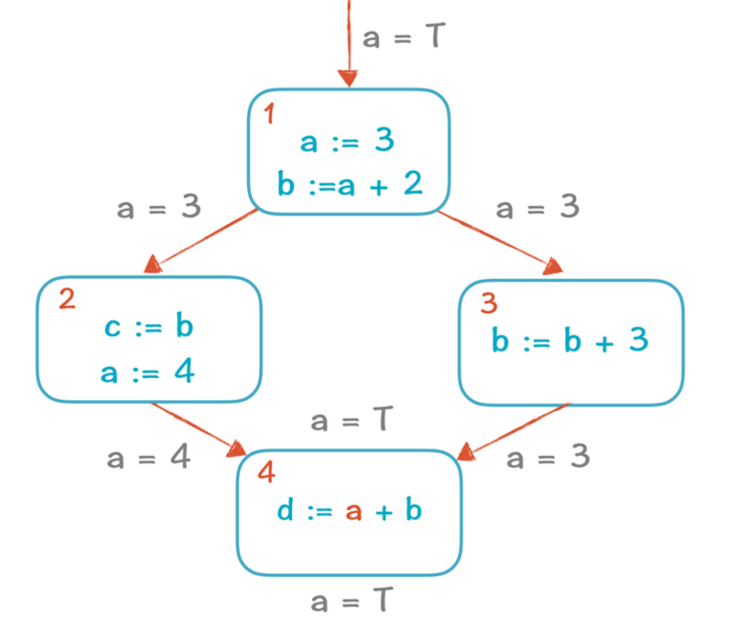 a = T
1
a := 3
b :=a + 2
a = 3
a = 3
2
c := b
a := 4
3
b := b + 3
a = T
a = 4
a = 3
4
d := a + b
a = T